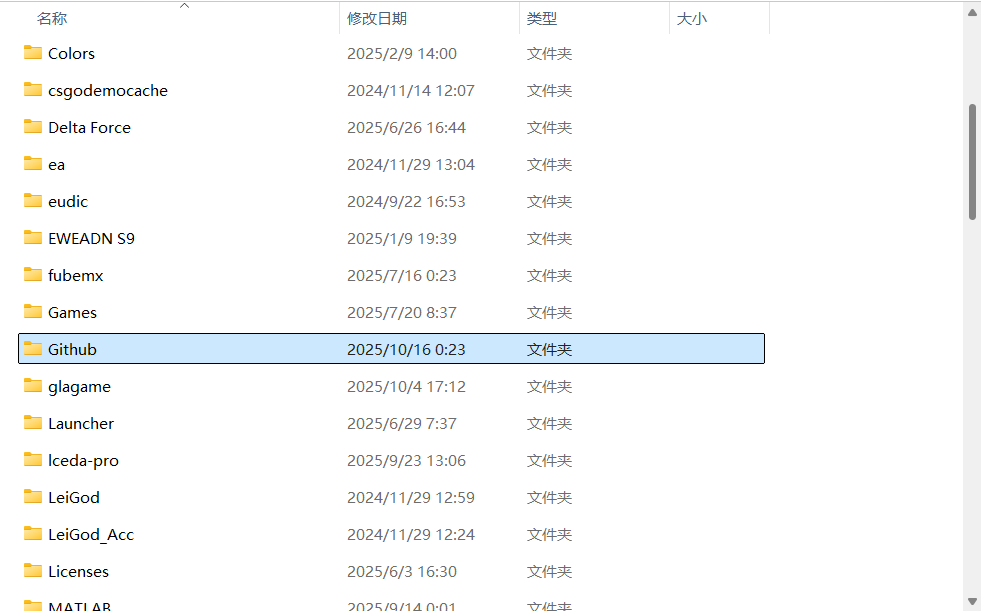 名称 修改日期 类型 大小
Colors 2025/2/9 14:00 文件夹
csgodemocache 2024/11/14 12:07 文件夹
Delta Force 2025/6/26 16:44 文件夹
ea 2024/11/29 13:04 文件夹
eudic 2024/9/22 16:53 文件夹
EWEADN S9 2025/1/9 19:39 文件夹
fubemx 2025/7/16 0:23 文件夹
Games 2025/7/20 8:37 文件夹
Github 2025/10/16 0:23 文件夹
glagame 2025/10/4 17:12 文件夹
Launcher 2025/6/29 7:37 文件夹
lceda-pro 2025/9/23 13:06 文件夹
LeiGod 2024/11/29 12:59 文件夹
LeiGod_Acc 2024/11/29 12:24 文件夹
Licenses 2025/6/3 16:30 文件夹
MATLAB 2025/9/14 0:01 文件夹